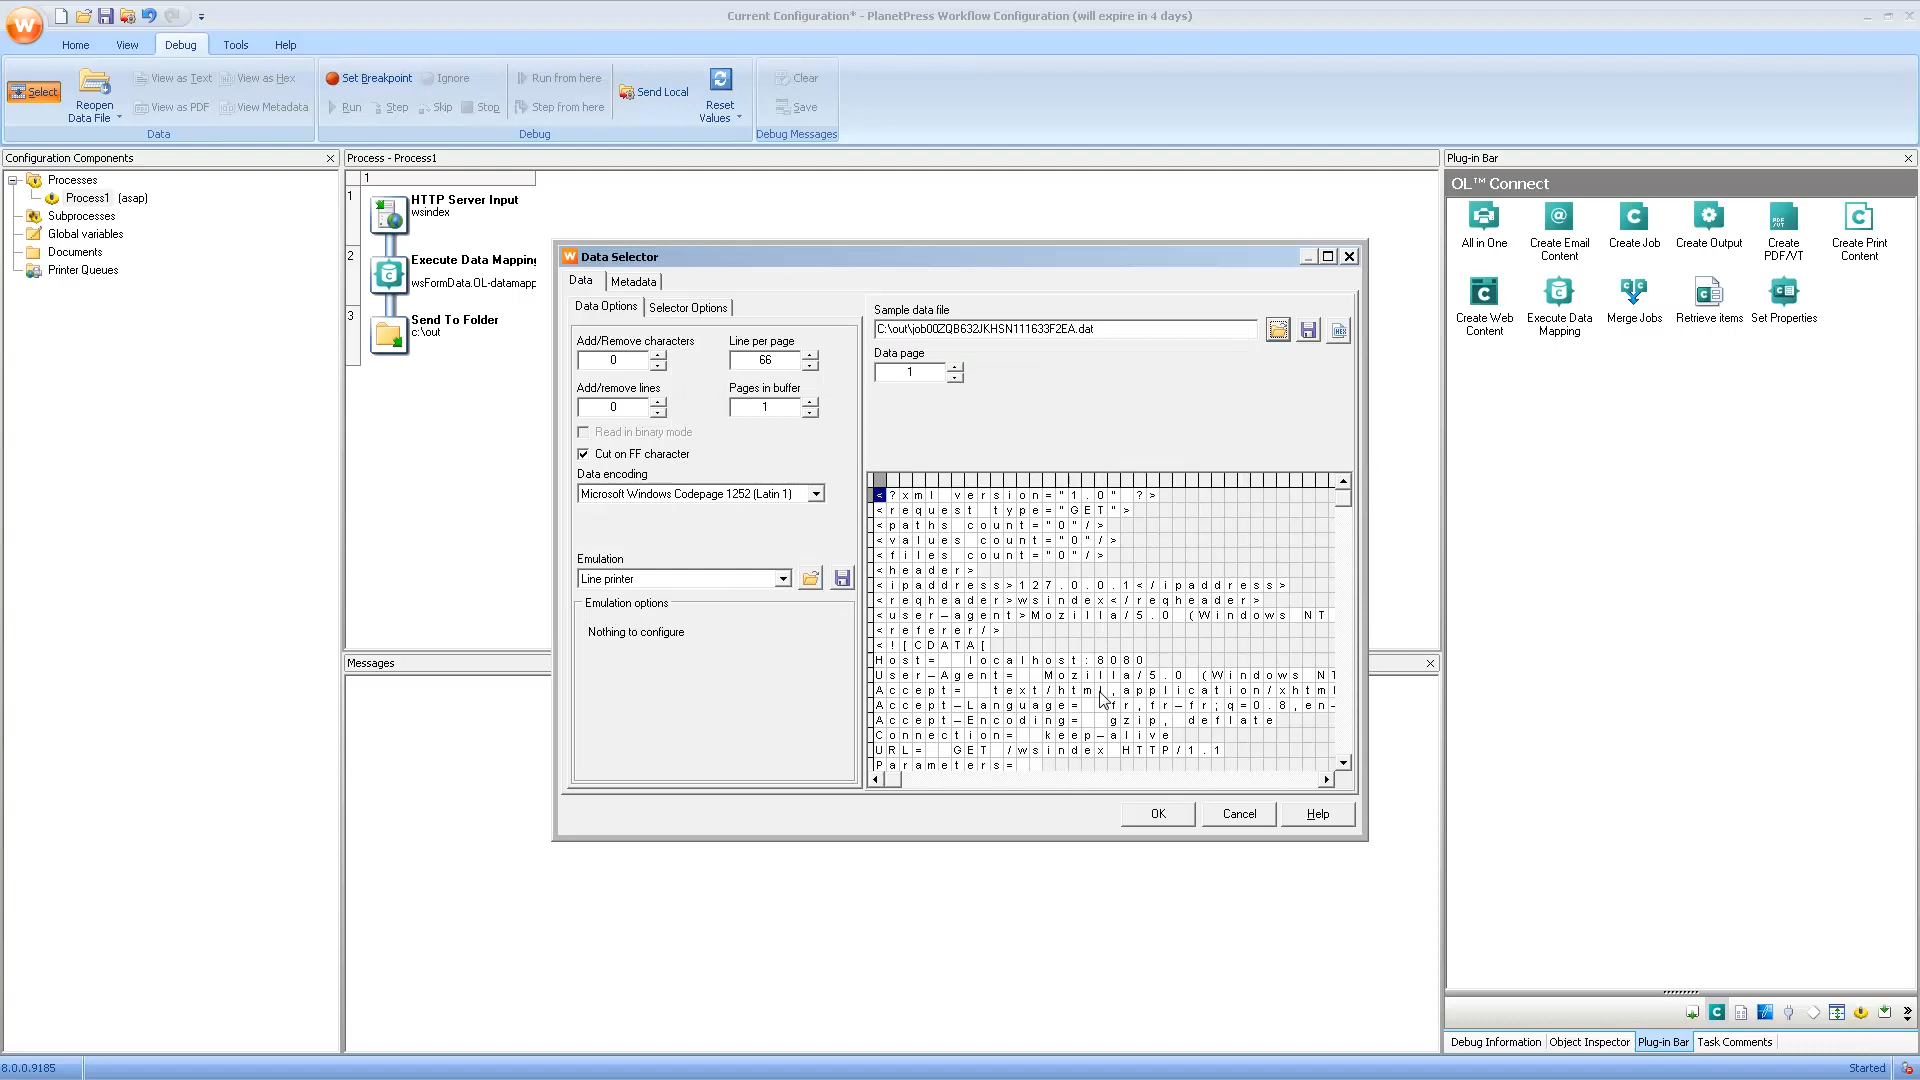 Current Configuration* - PlanetPress Workflow Configuration (will expire in 4 days)
Home View Debug Tools Help
Select
Reopen Data File
View as Text View as Hex
View as PDF View Metadata
Data
Set Breakpoint Ignore
Run Step Skip Stop
Run from here
Step from here
Send Local
Reset Values
Debug
Clear
Save
Debug Messages
Configuration Components
Processes
Process1 (asap)
Subprocesses
Global variables
Documents
Printer Queues
Process - Process1
1
1
HTTP Server Input
wsindex
2
Execute Data Mapping
wsFormData.OL-datamapp
3
Send To Folder
c:\out
Messages
Data Selector
Data Metadata
Data Options Selector Options
Add/Remove characters Line per page
0 66
Add/remove lines Pages in buffer
0 1
Read in binary mode
Cut on FF character
Data encoding
Microsoft Windows Codepage 1252 (Latin 1)
Emulation
Line printer
Emulation options
Nothing to configure
Sample data file
C:\out\job00ZQB632JKHSN111633F2EA.dat
HEX
Data page
1
<?xml version="1.0" ?>
<request type="GET">
<paths count="0"/>
<values count="0"/>
<files count="0"/>
<header>
<ipaddress>127.0.0.1</ipaddress>
<reqheader>wsindex</reqheader>
<user-agent>Mozilla/5.0 (Windows NT
<referer/>
<![CDATA[
Host= localhost:8080
User-Agent= Mozilla/5.0 (Windows NT
Accept= text/html,application/xhtml
Accept-Language= fr,fr-fr;q=0.8,en-
Accept-Encoding= gzip, deflate
Connection= keep-alive
URL= GET /wsindex HTTP/1.1
Parameters=
OK Cancel Help
Plug-in Bar
OL™ Connect
All in One
Create Email Content
Create Job
Create Output
Create PDF/VT
Create Print Content
Create Web Content
Execute Data Mapping
Merge Jobs
Retrieve items
Set Properties
Debug Information Object Inspector Plug-in Bar Task Comments
8.0.0.9185
Started